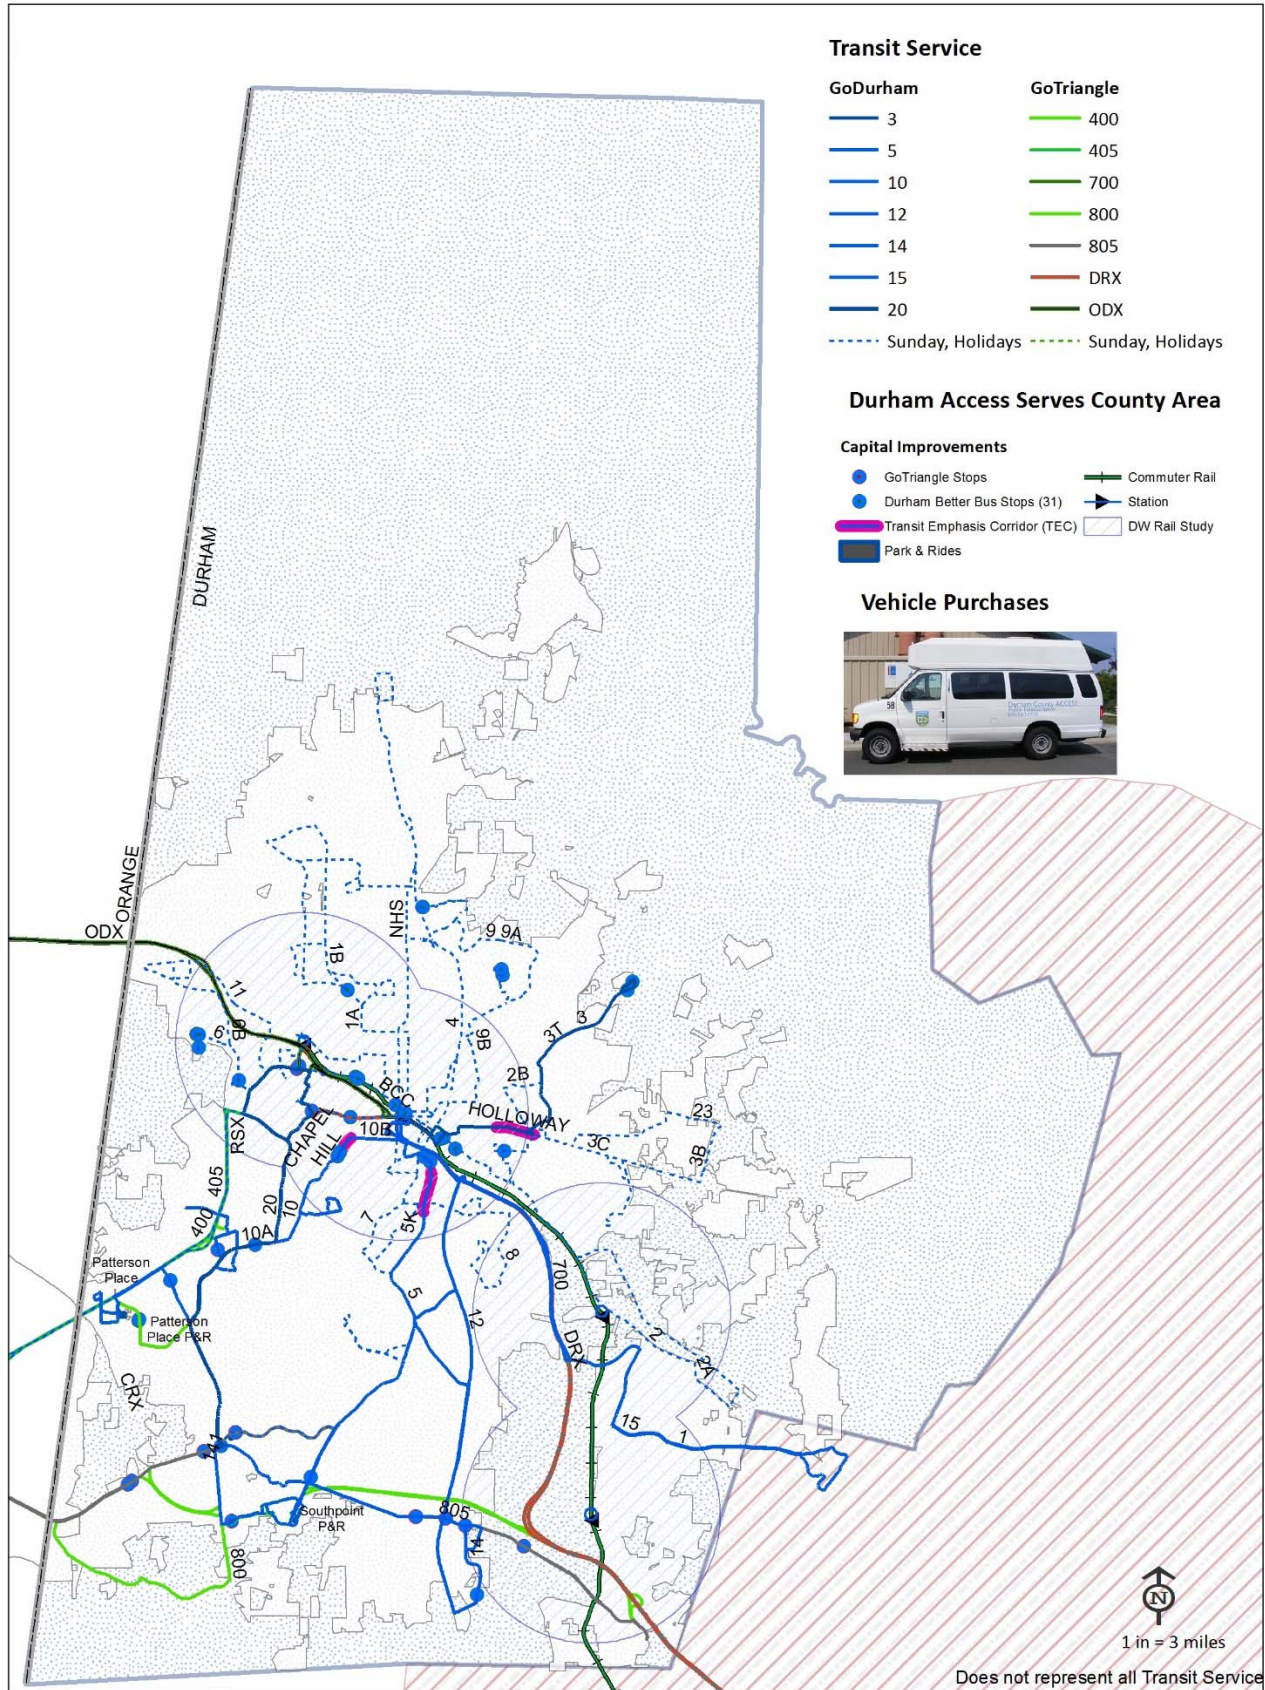 Transit Service
GoDurham
GoTriangle
3
400
5
405
10
700
12
800
14
805
15
DRX
20
ODX
Sunday, Holidays
Sunday, Holidays
Durham Access Serves County Area
Capital Improvements
GoTriangle Stops
Commuter Rail
Durham Better Bus Stops (31)
Station
Transit Emphasis Corridor (TEC)
DW Rail Study
Park & Rides
Vehicle Purchases
58
Durham County ACCESS
DURHAM
ORANGE
ODX
NHS
9 9A
1B
11
1A
4
9B
3
3T
6
2B
BCC
HOLLOWAY
23
RSX
CHAPEL
HILL
10B
3C
3B
405
20
10
400
10A
7
5K
8
700
Patterson
Place
Patterson
Place P&R
5
12
DRX
2
2A
CRX
15
1
805
Southpoint
P&R
14
800
N
1 in = 3 miles
Does not represent all Transit Service